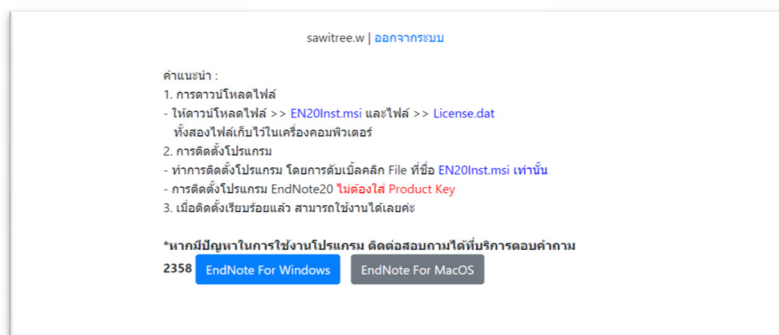 sawitree.w | ออกจากระบบ
คำแนะนำ :
1. การดาวน์โหลดไฟล์
- ให้ดาวน์โหลดไฟล์ >> EN20Inst.msi และไฟล์ >> License.dat
ทั้งสองไฟล์เก็บไว้ในเครื่องคอมพิวเตอร์
2. การติดตั้งโปรแกรม
- ทำการติดตั้งโปรแกรม โดยการดับเบิ้ลคลิก File ที่ชื่อ EN20Inst.msi เท่านั้น
- การติดตั้งโปรแกรม EndNote20 ไม่ต้องใส่ Product Key
3. เมื่อติดตั้งเรียบร้อยแล้ว สามารถใช้งานได้เลยค่ะ
*หากมีปัญหาในการใช้งานโปรแกรม ติดต่อสอบถามได้ที่บริการตอบคำถาม
2358 EndNote For Windows EndNote For MacOS